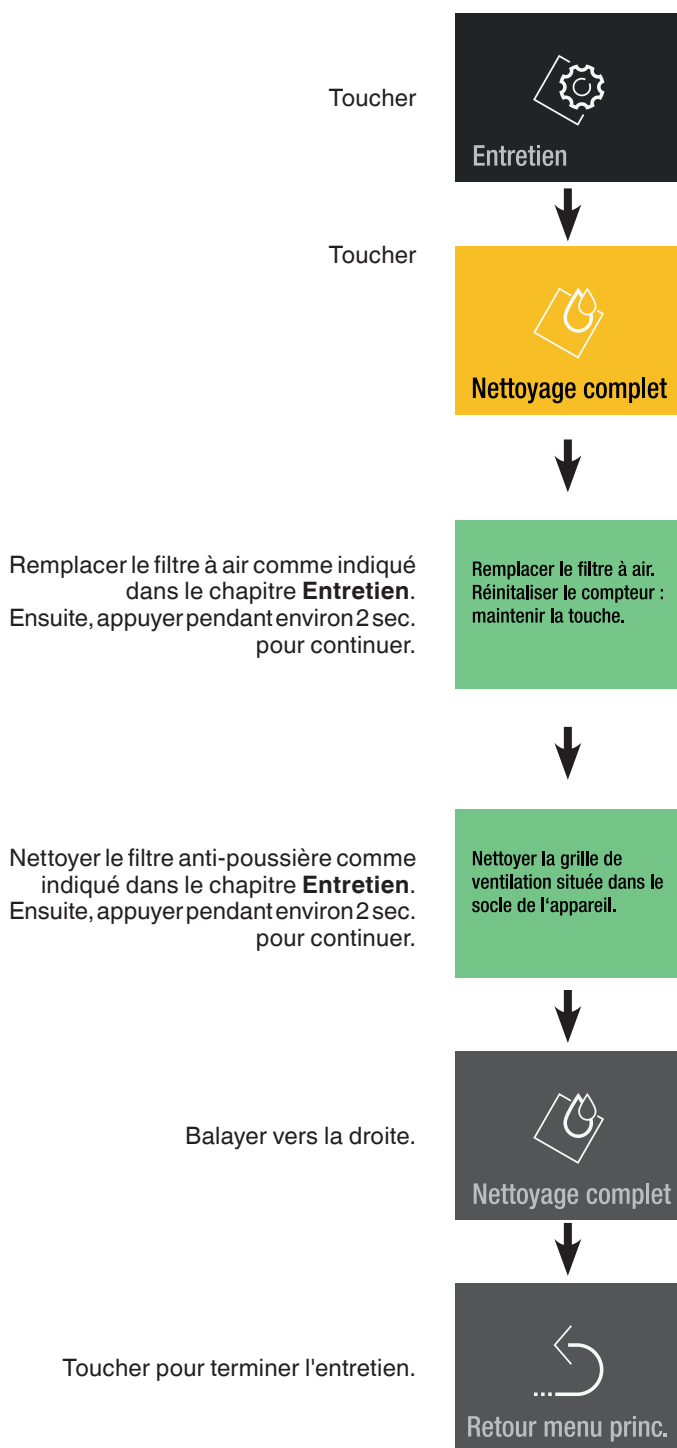 Toucher
Entretien
Toucher
Nettoyage complet
Remplacer le filtre à air comme indiqué
dans le chapitre Entretien.
Ensuite, appuyer pendant environ 2 sec.
pour continuer.
Remplacer le filtre à air.
Réinitaliser le compteur :
maintenir la touche.
Nettoyer le filtre anti-poussière comme
indiqué dans le chapitre Entretien.
Ensuite, appuyer pendant environ 2 sec.
pour continuer.
Nettoyer la grille de
ventilation située dans le
socle de l‘appareil.
Balayer vers la droite.
Nettoyage complet
Toucher pour terminer l'entretien.
Retour menu princ.